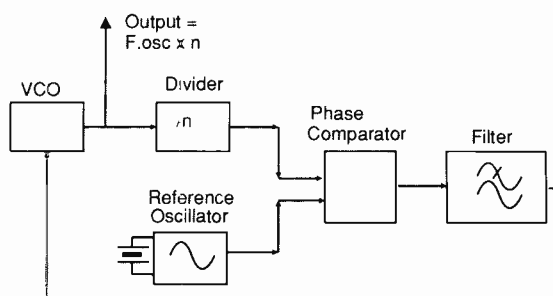 Output =
F.osc x n
VCO
Divider
/n
Phase
Comparator
Filter
Reference
Oscillator